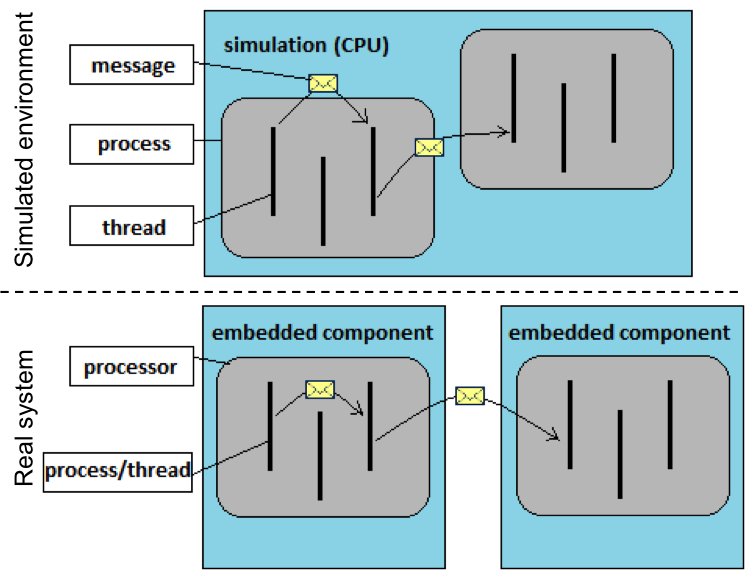 Simulated environment
simulation (CPU)
message
process
thread
Real system
embedded component
embedded component
processor
process/thread